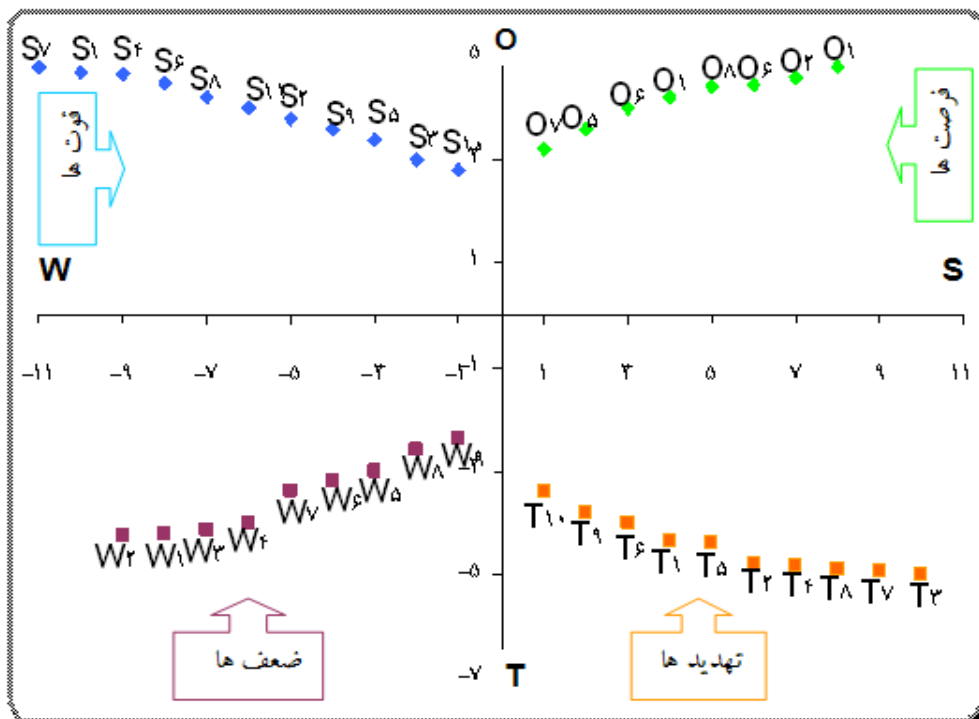 O
۵
S۷ S۱ S۴ S۶ S۸ S۲ S۹ S۵ S۳
O۷ O۵ O۶ O۱ O۸ O۶ O۲ O۱
قوت ها
فرصت ها
۱
W
S
-۱۱ -۹ -۷ -۵ -۳ -۱ ۱ ۳ ۵ ۷ ۹ ۱۱
W۲ W۱ W۳ W۴ W۷ W۶ W۵ W۸ W۹
T۱۰ T۹ T۶ T۱ T۵ T۲ T۴ T۸ T۷ T۳
-۵
ضعف ها
تهدید ها
-۷
T